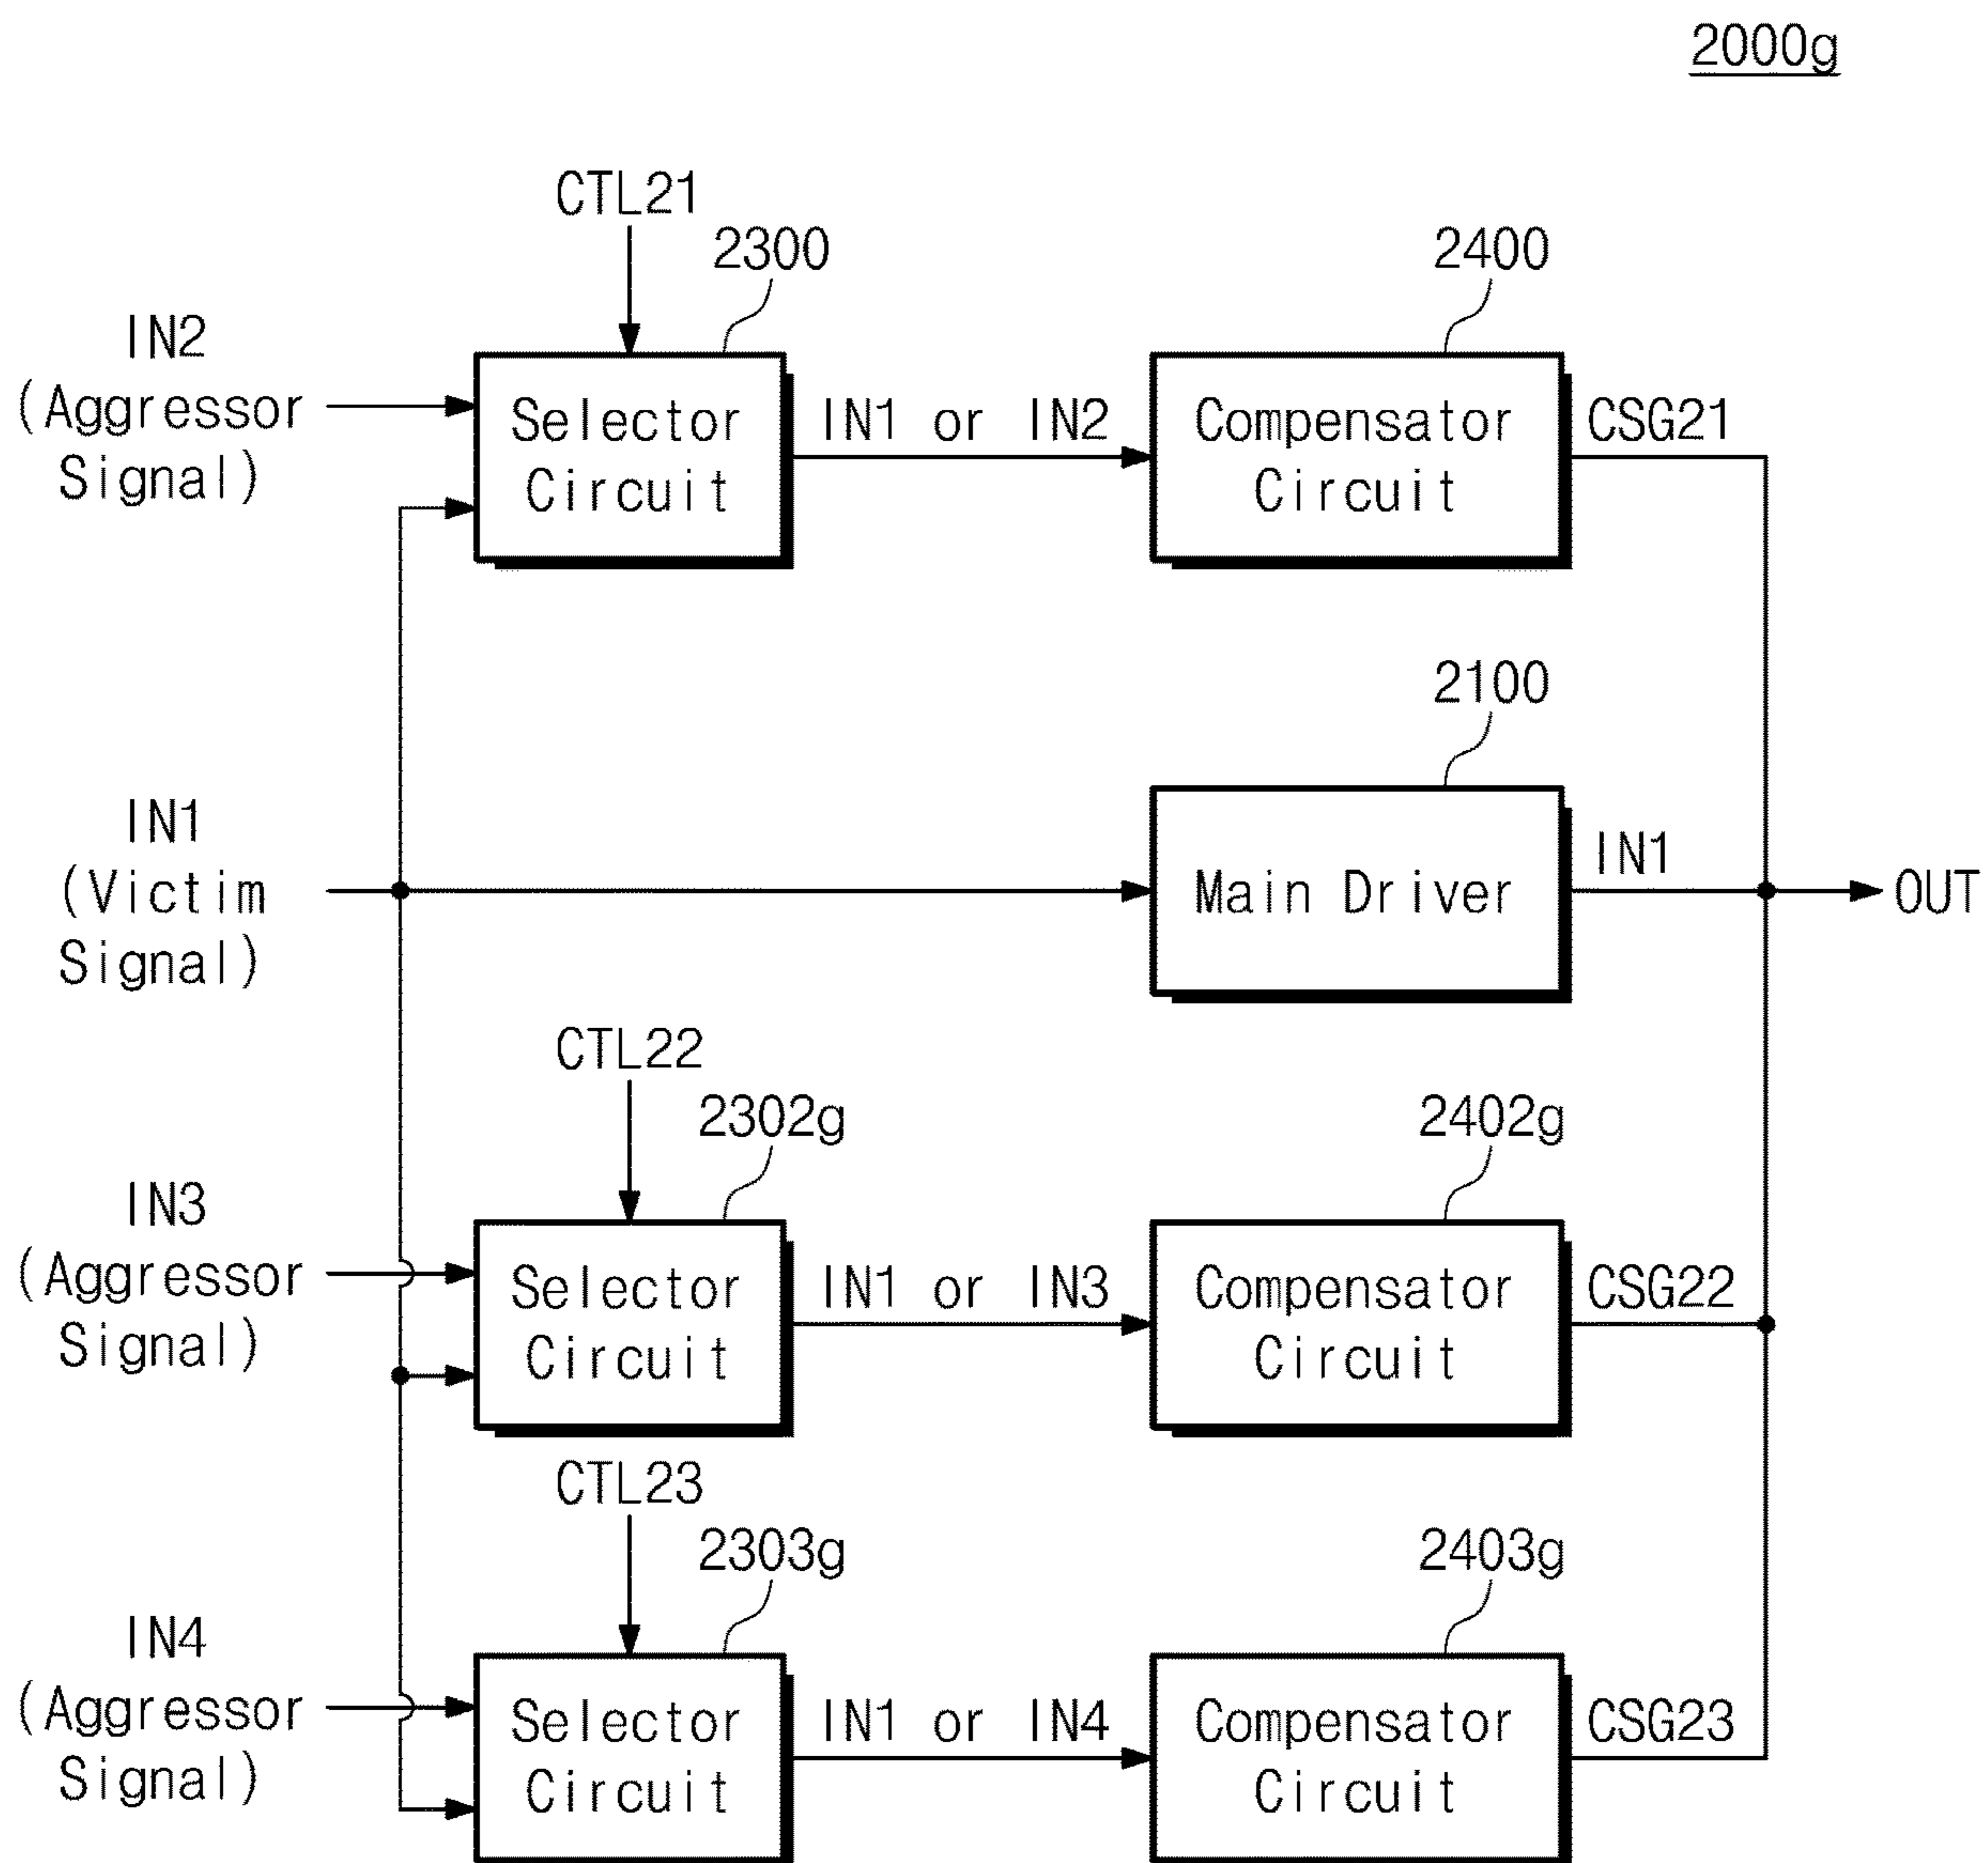 2000g
CTL21
2300
2400
IN2
(Aggressor
Signal)
Selector
Circuit
IN1 or IN2
Compensator
Circuit
CSG21
2100
IN1
(Victim
Signal)
Main Driver
IN1
OUT
CTL22
2302g
2402g
IN3
(Aggressor
Signal)
Selector
Circuit
IN1 or IN3
Compensator
Circuit
CSG22
CTL23
2303g
2403g
IN4
(Aggressor
Signal)
Selector
Circuit
IN1 or IN4
Compensator
Circuit
CSG23